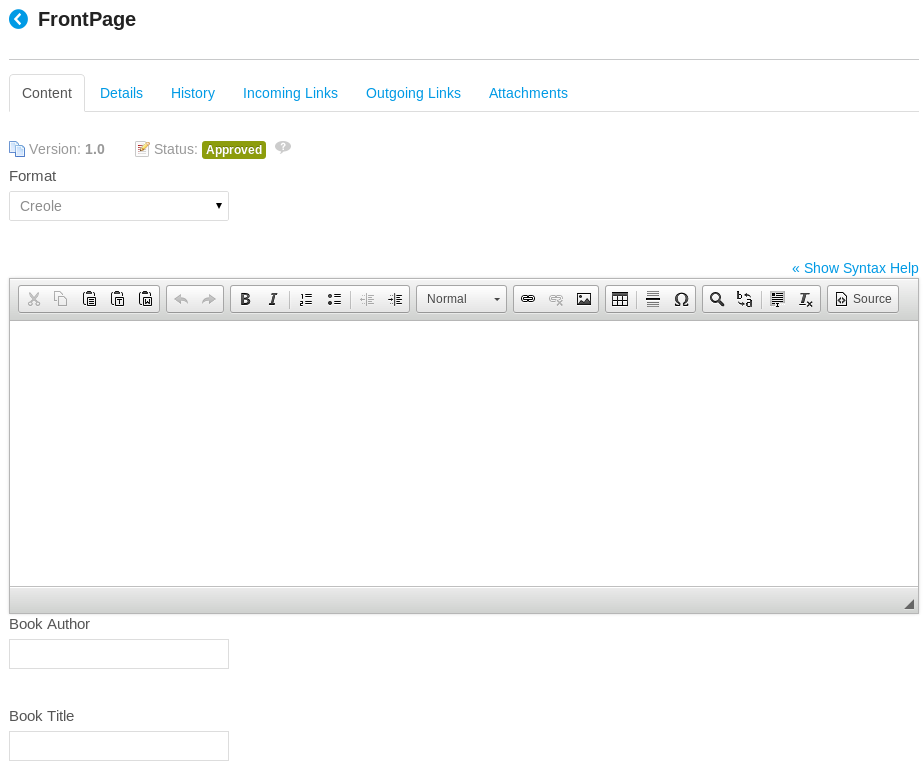 FrontPage
Content Details History Incoming Links Outgoing Links Attachments
Version: 1.0 Status: Approved ?
Format
Creole
« Show Syntax Help
B I Normal Ω Source
Book Author
Book Title